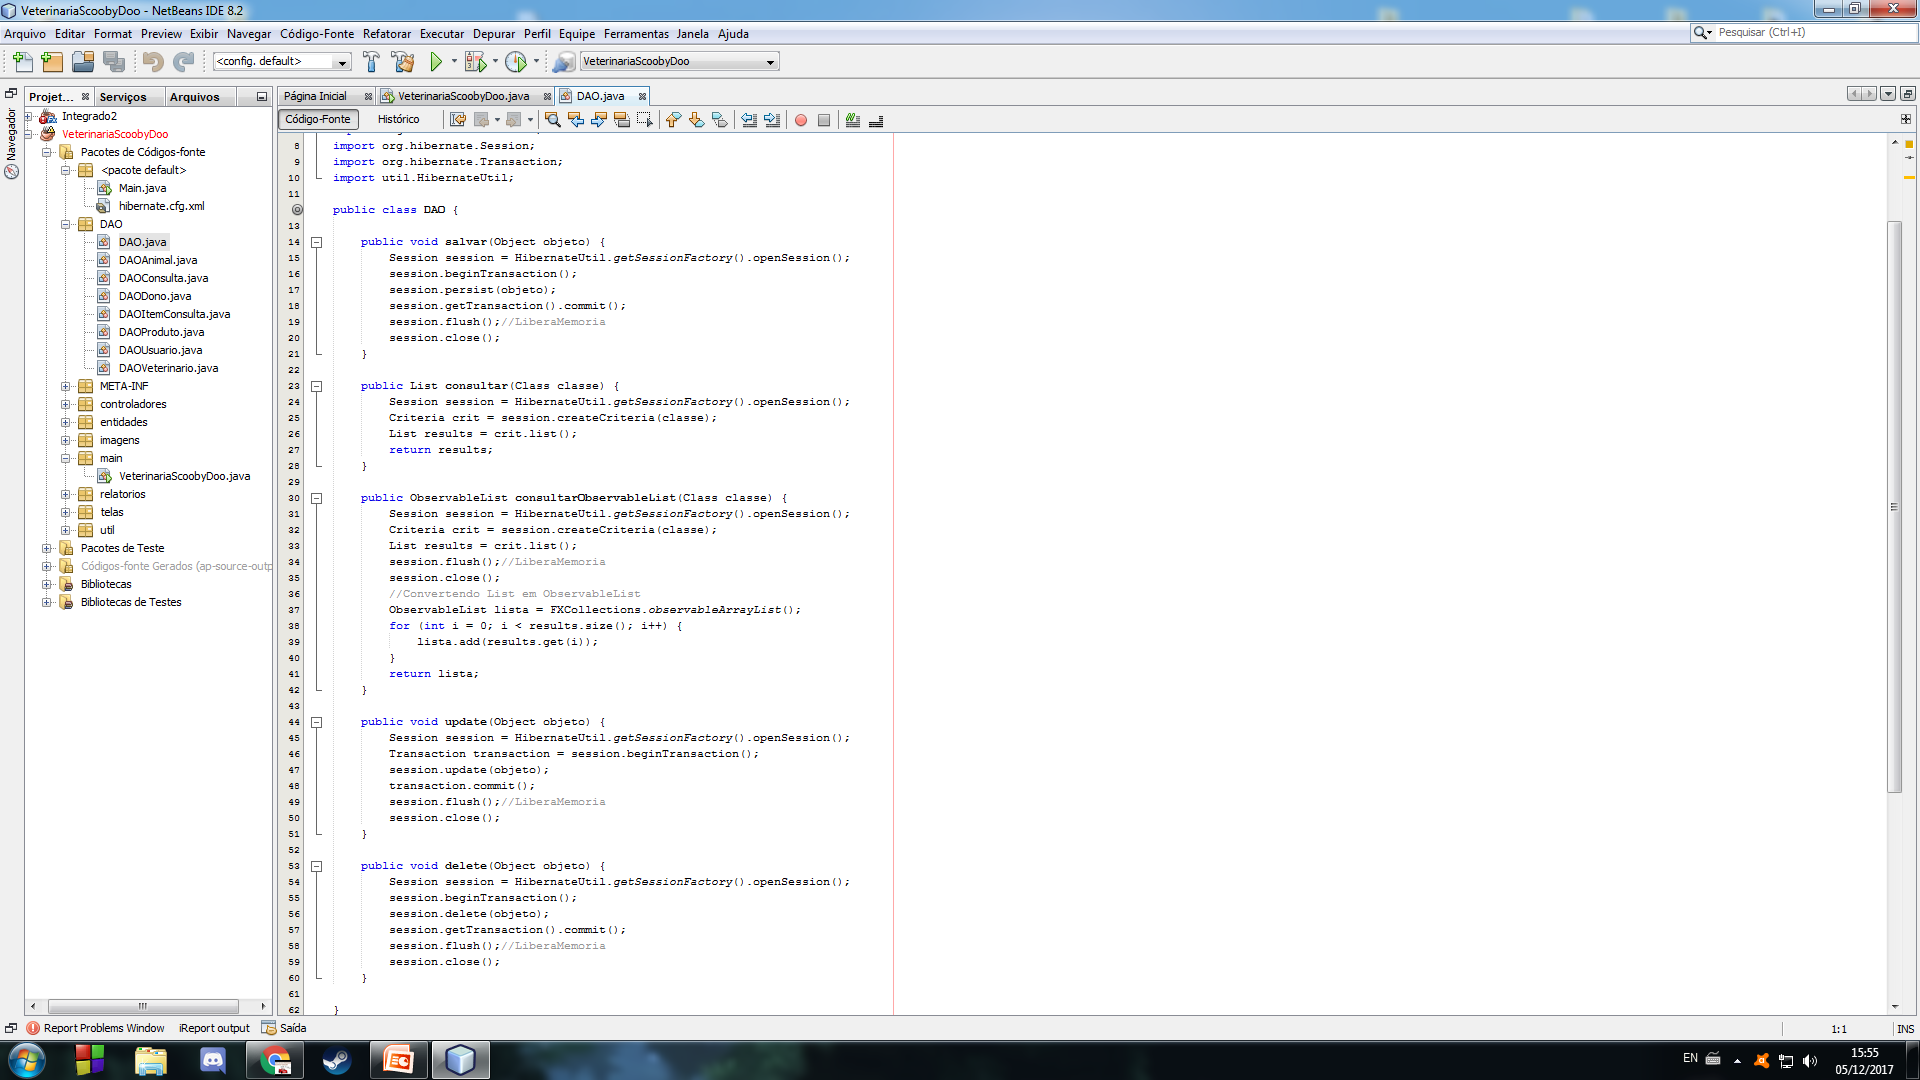 VeterinariaScoobyDoo - NetBeans IDE 8.2
Arquivo Editar Format Preview Exibir Navegar Código-Fonte Refatorar Executar Depurar Perfil Equipe Ferramentas Janela Ajuda
Pesquisar (Ctrl+I)
<config. default>
VeterinariaScoobyDoo
Navegador
Projet... Serviços Arquivos
Integrado2
VeterinariaScoobyDoo
Pacotes de Códigos-fonte
<pacote default>
Main.java
hibernate.cfg.xml
DAO
DAO.java
DAOAnimal.java
DAOConsulta.java
DAODono.java
DAOItemConsulta.java
DAOProduto.java
DAOUsuario.java
DAOVeterinario.java
META-INF
controladores
entidades
imagens
main
VeterinariaScoobyDoo.java
relatorios
telas
util
Pacotes de Teste
Códigos-fonte Gerados (ap-source-outp
Bibliotecas
Bibliotecas de Testes
Página Inicial VeterinariaScoobyDoo.java DAO.java
Código-Fonte Histórico
8 import org.hibernate.Session;
9 import org.hibernate.Transaction;
10 import util.HibernateUtil;
11
public class DAO {
13
14 public void salvar(Object objeto) {
15 Session session = HibernateUtil.getSessionFactory().openSession();
16 session.beginTransaction();
17 session.persist(objeto);
18 session.getTransaction().commit();
19 session.flush();//LiberaMemoria
20 session.close();
21 }
22
23 public List consultar(Class classe) {
24 Session session = HibernateUtil.getSessionFactory().openSession();
25 Criteria crit = session.createCriteria(classe);
26 List results = crit.list();
27 return results;
28 }
29
30 public ObservableList consultarObservableList(Class classe) {
31 Session session = HibernateUtil.getSessionFactory().openSession();
32 Criteria crit = session.createCriteria(classe);
33 List results = crit.list();
34 session.flush();//LiberaMemoria
35 session.close();
36 //Convertendo List em ObservableList
37 ObservableList lista = FXCollections.observableArrayList();
38 for (int i = 0; i < results.size(); i++) {
39 lista.add(results.get(i));
40 }
41 return lista;
42 }
43
44 public void update(Object objeto) {
45 Session session = HibernateUtil.getSessionFactory().openSession();
46 Transaction transaction = session.beginTransaction();
47 session.update(objeto);
48 transaction.commit();
49 session.flush();//LiberaMemoria
50 session.close();
51 }
52
53 public void delete(Object objeto) {
54 Session session = HibernateUtil.getSessionFactory().openSession();
55 session.beginTransaction();
56 session.delete(objeto);
57 session.getTransaction().commit();
58 session.flush();//LiberaMemoria
59 session.close();
60 }
61
62 }
Report Problems Window iReport output Saída
1:1 INS
EN 15:55
05/12/2017